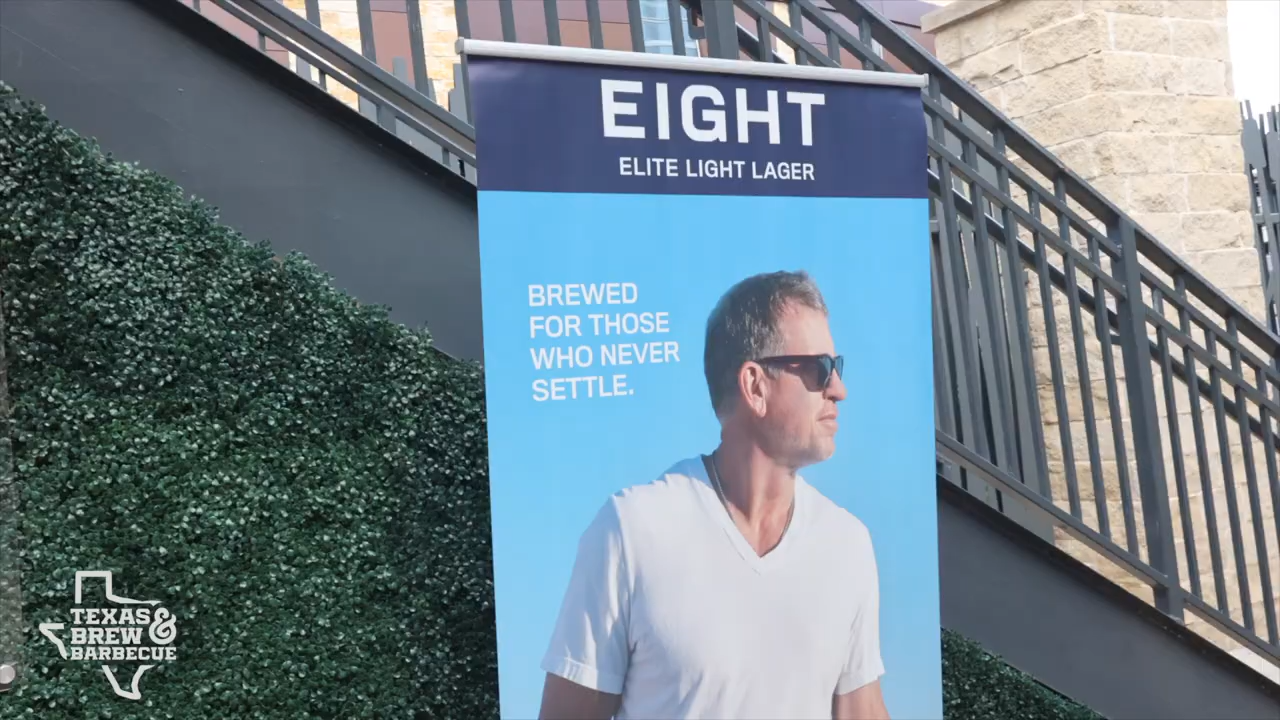 EIGHT
ELITE LIGHT LAGER
BREWED
FOR THOSE
WHO NEVER
SETTLE.
TEXAS &
BREW
BARBECUE